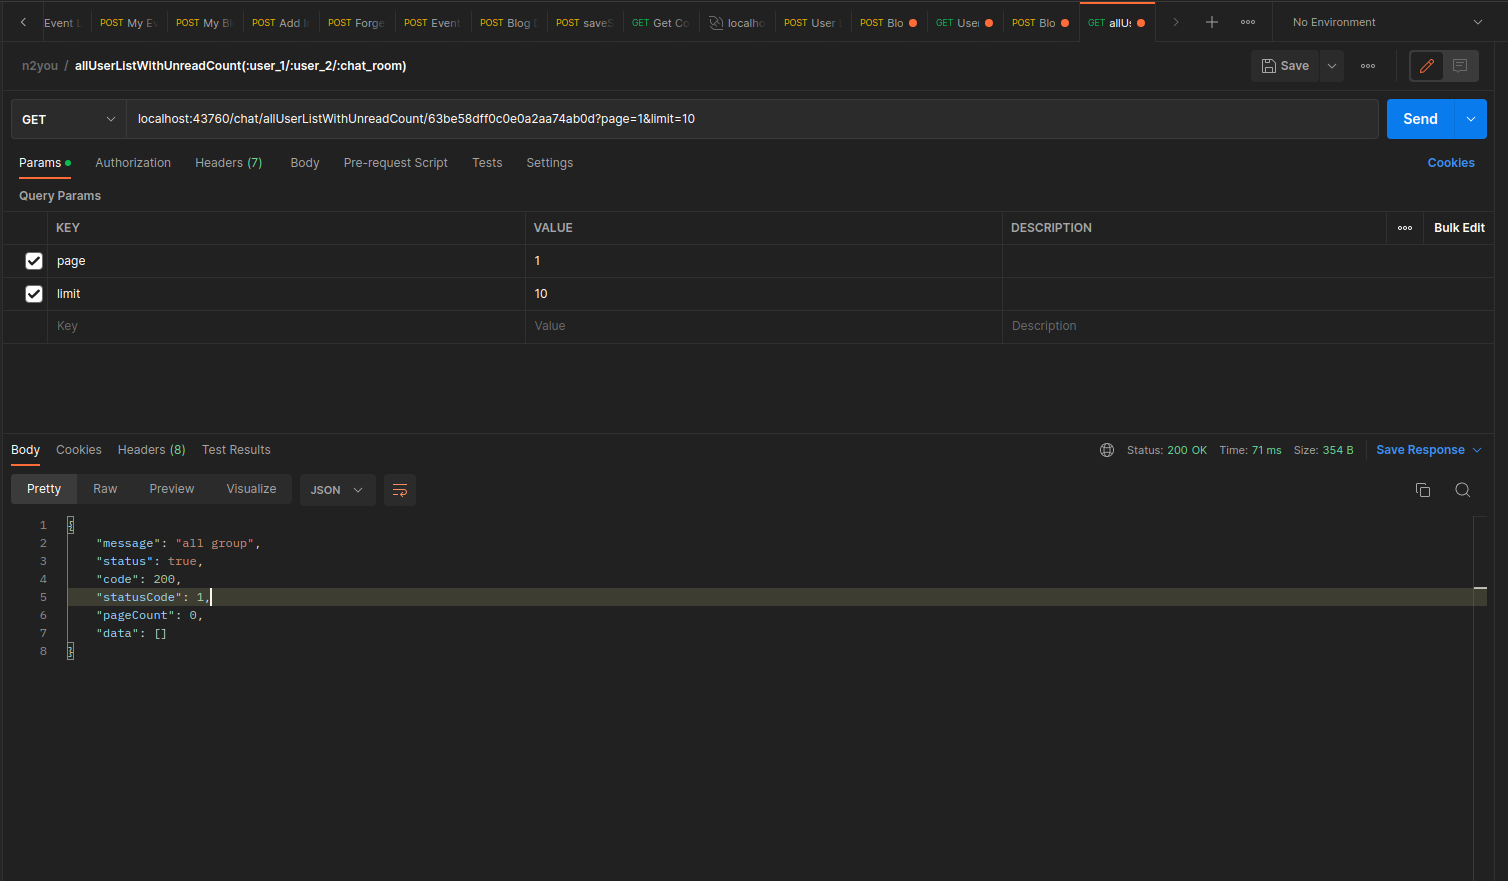 Event L POST My Ev POST My Bl POST Add I POST Forge POST Event POST Blog D POST saveS GET Get Co localho POST User POST Blo GET User POST Blo GET allUs No Environment
n2you / allUserListWithUnreadCount(:user_1/:user_2/:chat_room) Save
GET localhost:43760/chat/allUserListWithUnreadCount/63be58dff0c0e0a2aa74ab0d?page=1&limit=10 Send
Params Authorization Headers (7) Body Pre-request Script Tests Settings Cookies
Query Params
KEY VALUE DESCRIPTION Bulk Edit
page 1
limit 10
Key Value Description
Body Cookies Headers (8) Test Results Status: 200 OK Time: 71 ms Size: 354 B Save Response
Pretty Raw Preview Visualize JSON
1 {
2 "message": "all group",
3 "status": true,
4 "code": 200,
5 "statusCode": 1,
6 "pageCount": 0,
7 "data": []
8 }